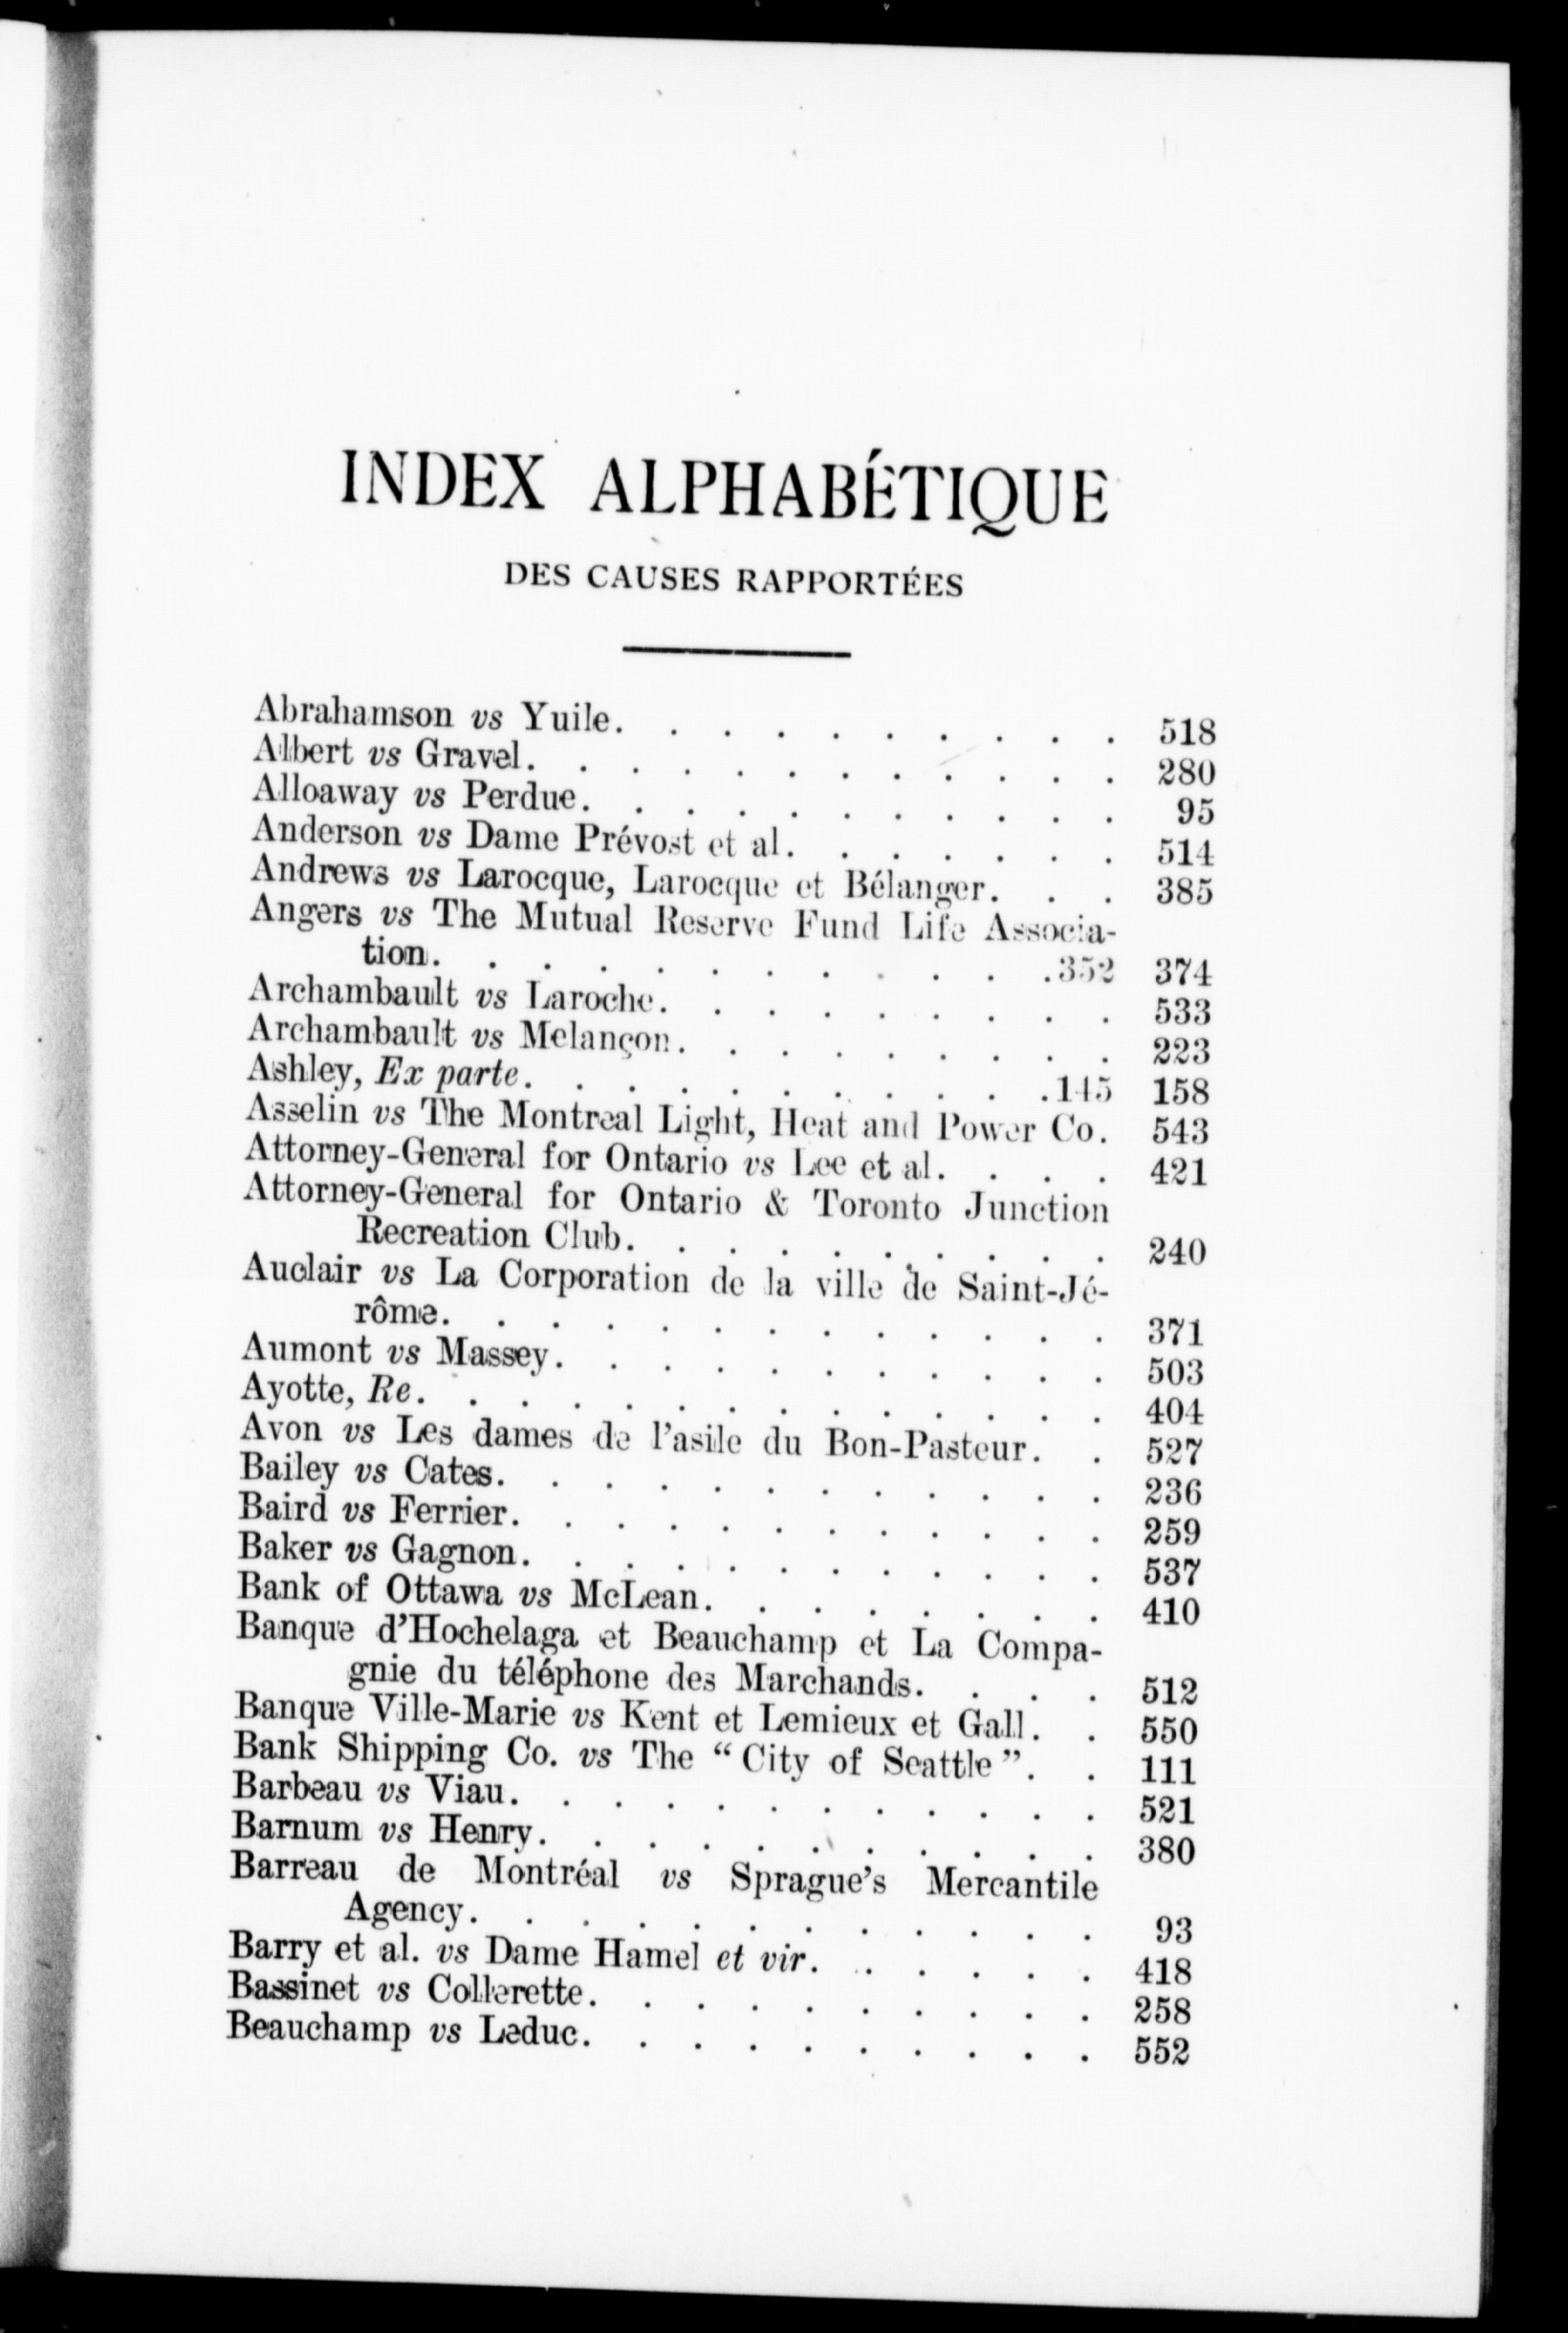 INDEX ALPHABÉTIQUE
DES CAUSES RAPPORTÉES
Abrahamson vs Yuile. . . . . . . . . . 518
Albert vs Gravel. . . . . . . . . . . . 280
Alloaway vs Perdue. . . . . . . . . . . 95
Anderson vs Dame Prévost et al. . . . . . . 514
Andrews vs Larocque, Larocque et Bélanger. . . 385
Angers vs The Mutual Reserve Fund Life Associa-
tion. . . . . . . . . . . . .352 374
Archambault vs Laroche. . . . . . . . . 533
Archambault vs Melançon. . . . . . . . . 223
Ashley, Ex parte. . . . . . . . . . .145 158
Asselin vs The Montreal Light, Heat and Power Co. 543
Attorney-General for Ontario vs Lee et al. . . . 421
Attorney-General for Ontario & Toronto Junction
Recreation Club. . . . . . . . . . 240
Auclair vs La Corporation de la ville de Saint-Jé-
rôme. . . . . . . . . . . . . 371
Aumont vs Massey. . . . . . . . . . . 503
Ayotte, Re. . . . . . . . . . . . . . 404
Avon vs Les dames de l'asile du Bon-Pasteur. . 527
Bailey vs Cates. . . . . . . . . . . . 236
Baird vs Ferrier. . . . . . . . . . . . 259
Baker vs Gagnon. . . . . . . . . . . . 537
Bank of Ottawa vs McLean. . . . . . . . 410
Banque d'Hochelaga et Beauchamp et La Compa-
gnie du téléphone des Marchands. . . . 512
Banque Ville-Marie vs Kent et Lemieux et Gall. . 550
Bank Shipping Co. vs The “City of Seattle”. . 111
Barbeau vs Viau. . . . . . . . . . . . 521
Barnum vs Henry. . . . . . . . . . . 380
Barreau de Montréal vs Sprague's Mercantile
Agency. . . . . . . . . . . . 93
Barry et al. vs Dame Hamel et vir. . . . . . 418
Bassinet vs Collerette. . . . . . . . . . 258
Beauchamp vs Leduc. . . . . . . . . . 552